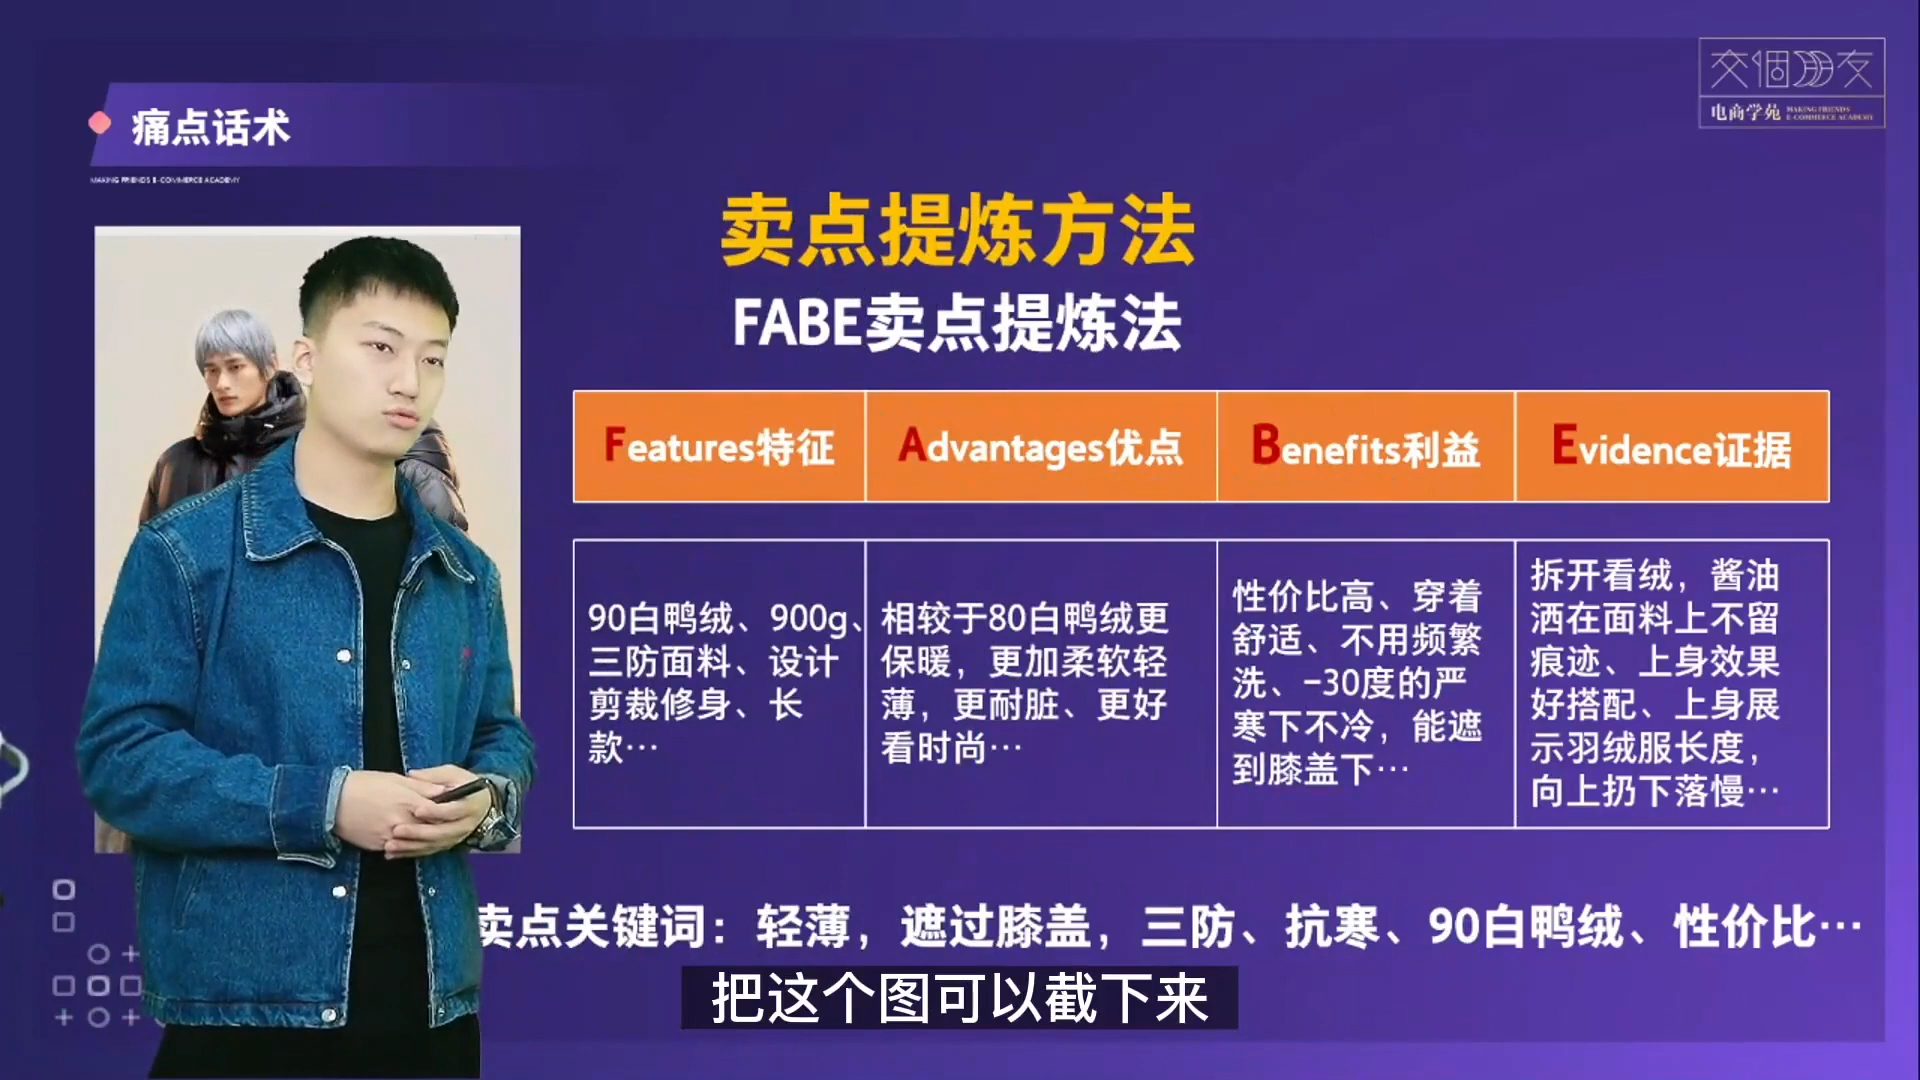 交個朋友
电商学苑 MAKING FRIENDS
E-COMMERCE ACADEMY
痛点话术
MAKING FRIENDS E-COMMERCE ACADEMY
卖点提炼方法
FABE卖点提炼法
Features特征
Advantages优点
Benefits利益
Evidence证据
90白鸭绒、900g、
三防面料、设计
剪裁修身、长
款…
相较于80白鸭绒更
保暖，更加柔软轻
薄，更耐脏、更好
看时尚…
性价比高、穿着
舒适、不用频繁
洗、-30度的严
寒下不冷，能遮
到膝盖下…
拆开看绒，酱油
洒在面料上不留
痕迹、上身效果
好搭配、上身展
示羽绒服长度，
向上扔下落慢…
卖点关键词：轻薄，遮过膝盖，三防、抗寒、90白鸭绒、性价比…
把这个图可以截下来